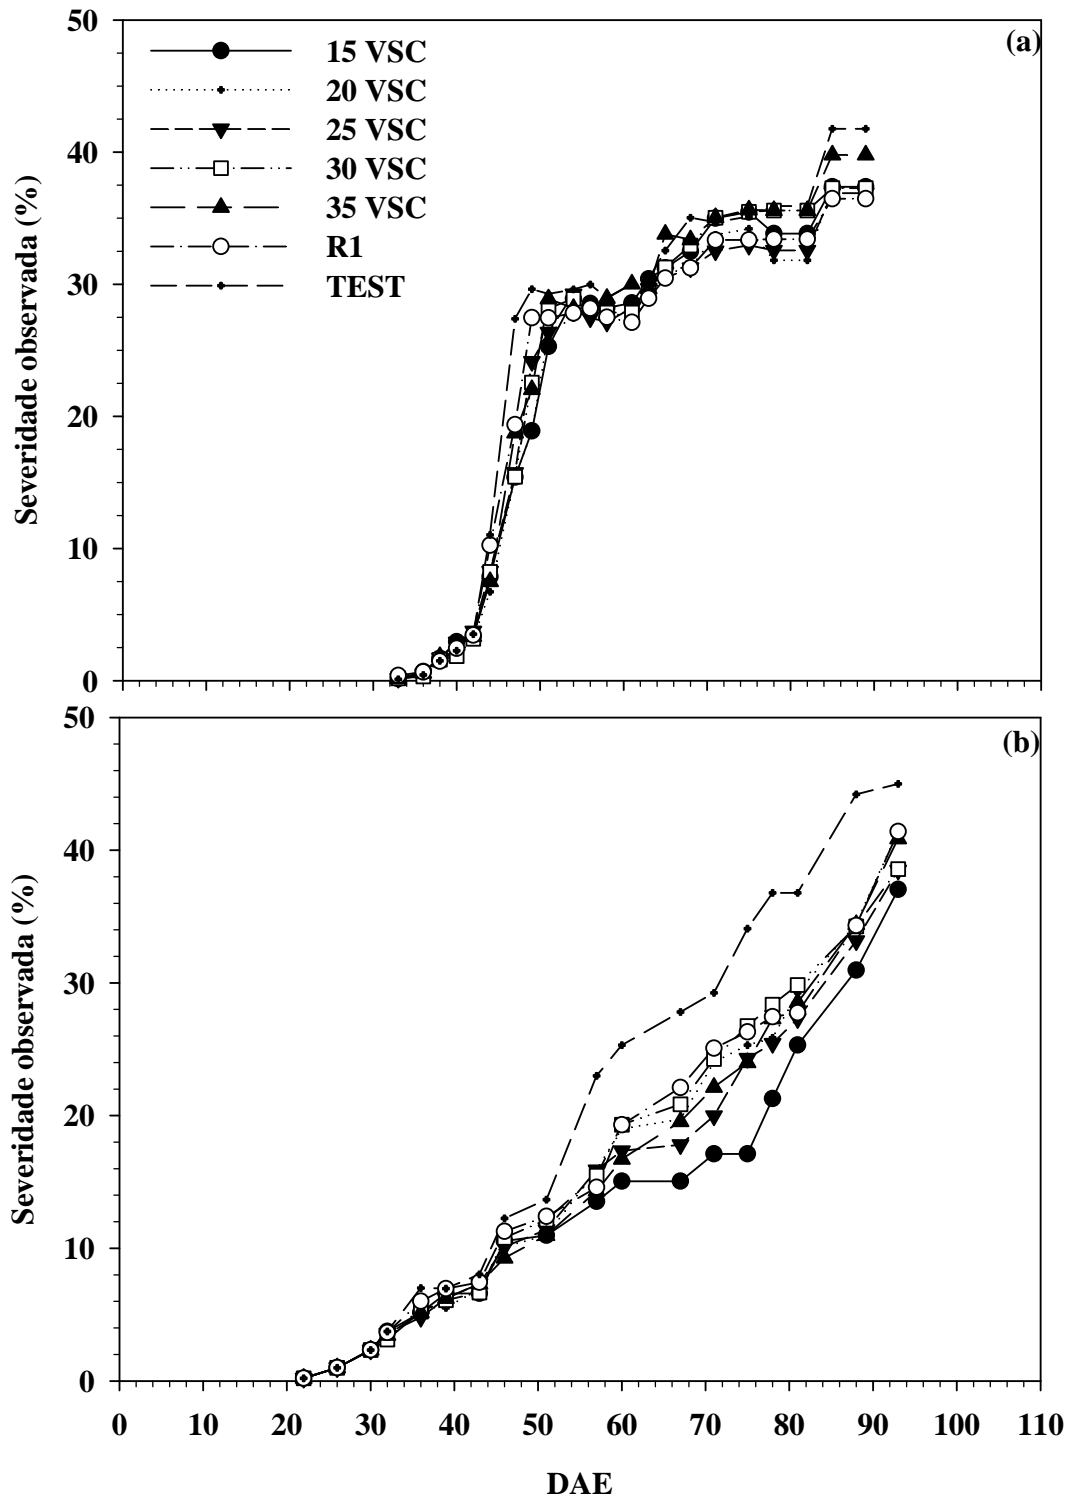 50
(a)
15 VSC
20 VSC
25 VSC
30 VSC
35 VSC
R1
TEST
40
30
20
10
0
Severidade observada (%)
50
(b)
40
30
20
10
0
Severidade observada (%)
0 10 20 30 40 50 60 70 80 90 100 110
DAE